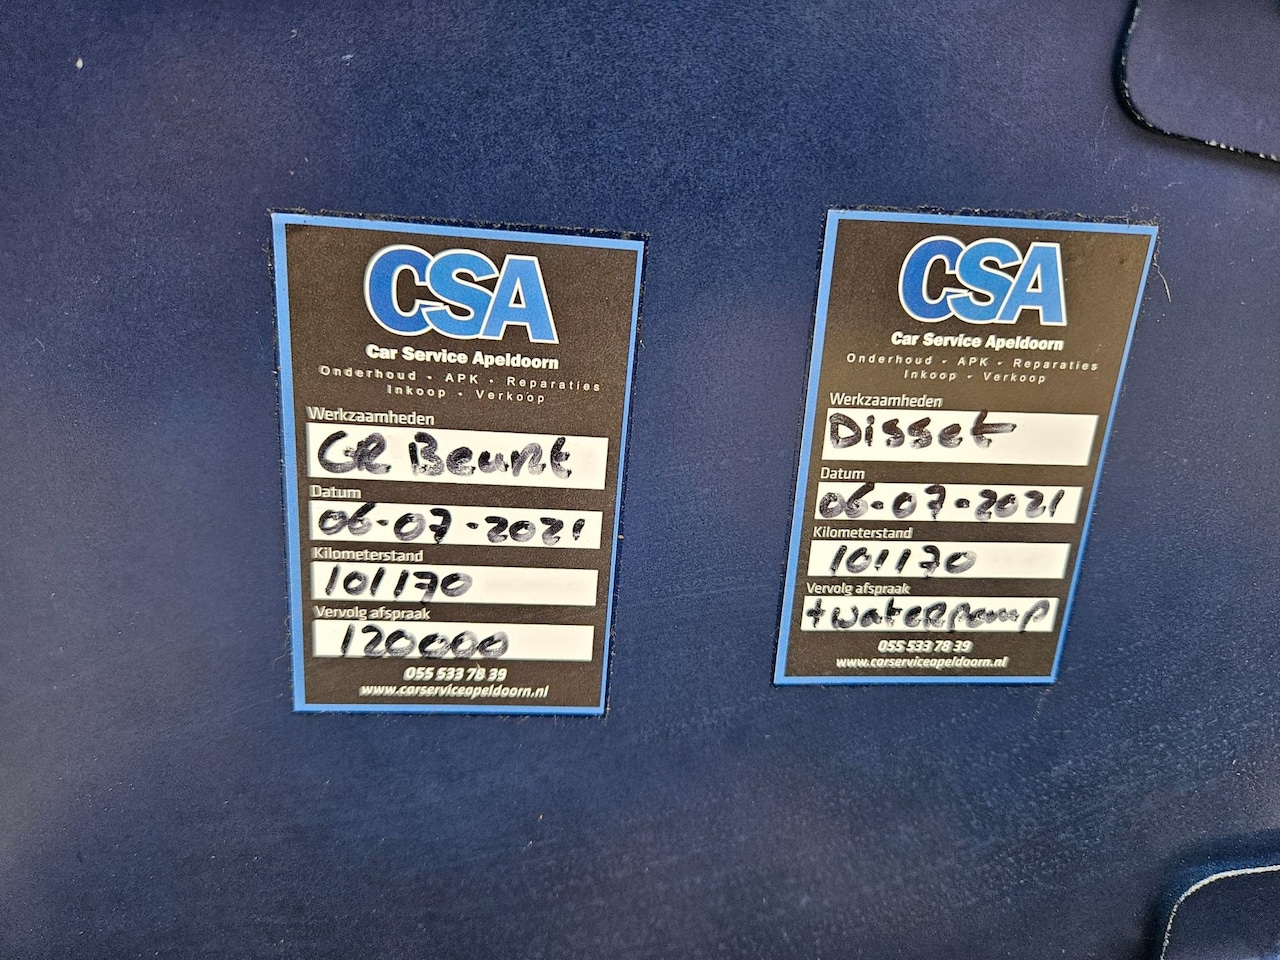 CSA
Car Service Apeldoorn
Onderhoud - APK - Reparaties
Inkoop - Verkoop
Werkzaamheden
GR Beurt
Datum
06-07-2021
Kilometerstand
101170
Vervolg afspraak
120000
055 533 78 39
www.carserviceapeldoorn.nl
CSA
Car Service Apeldoorn
Onderhoud - APK - Reparaties
Inkoop - Verkoop
Werkzaamheden
Disset
Datum
06-07-2021
Kilometerstand
101170
Vervolg afspraak
+waterpomp
055 533 78 39
www.carserviceapeldoorn.nl